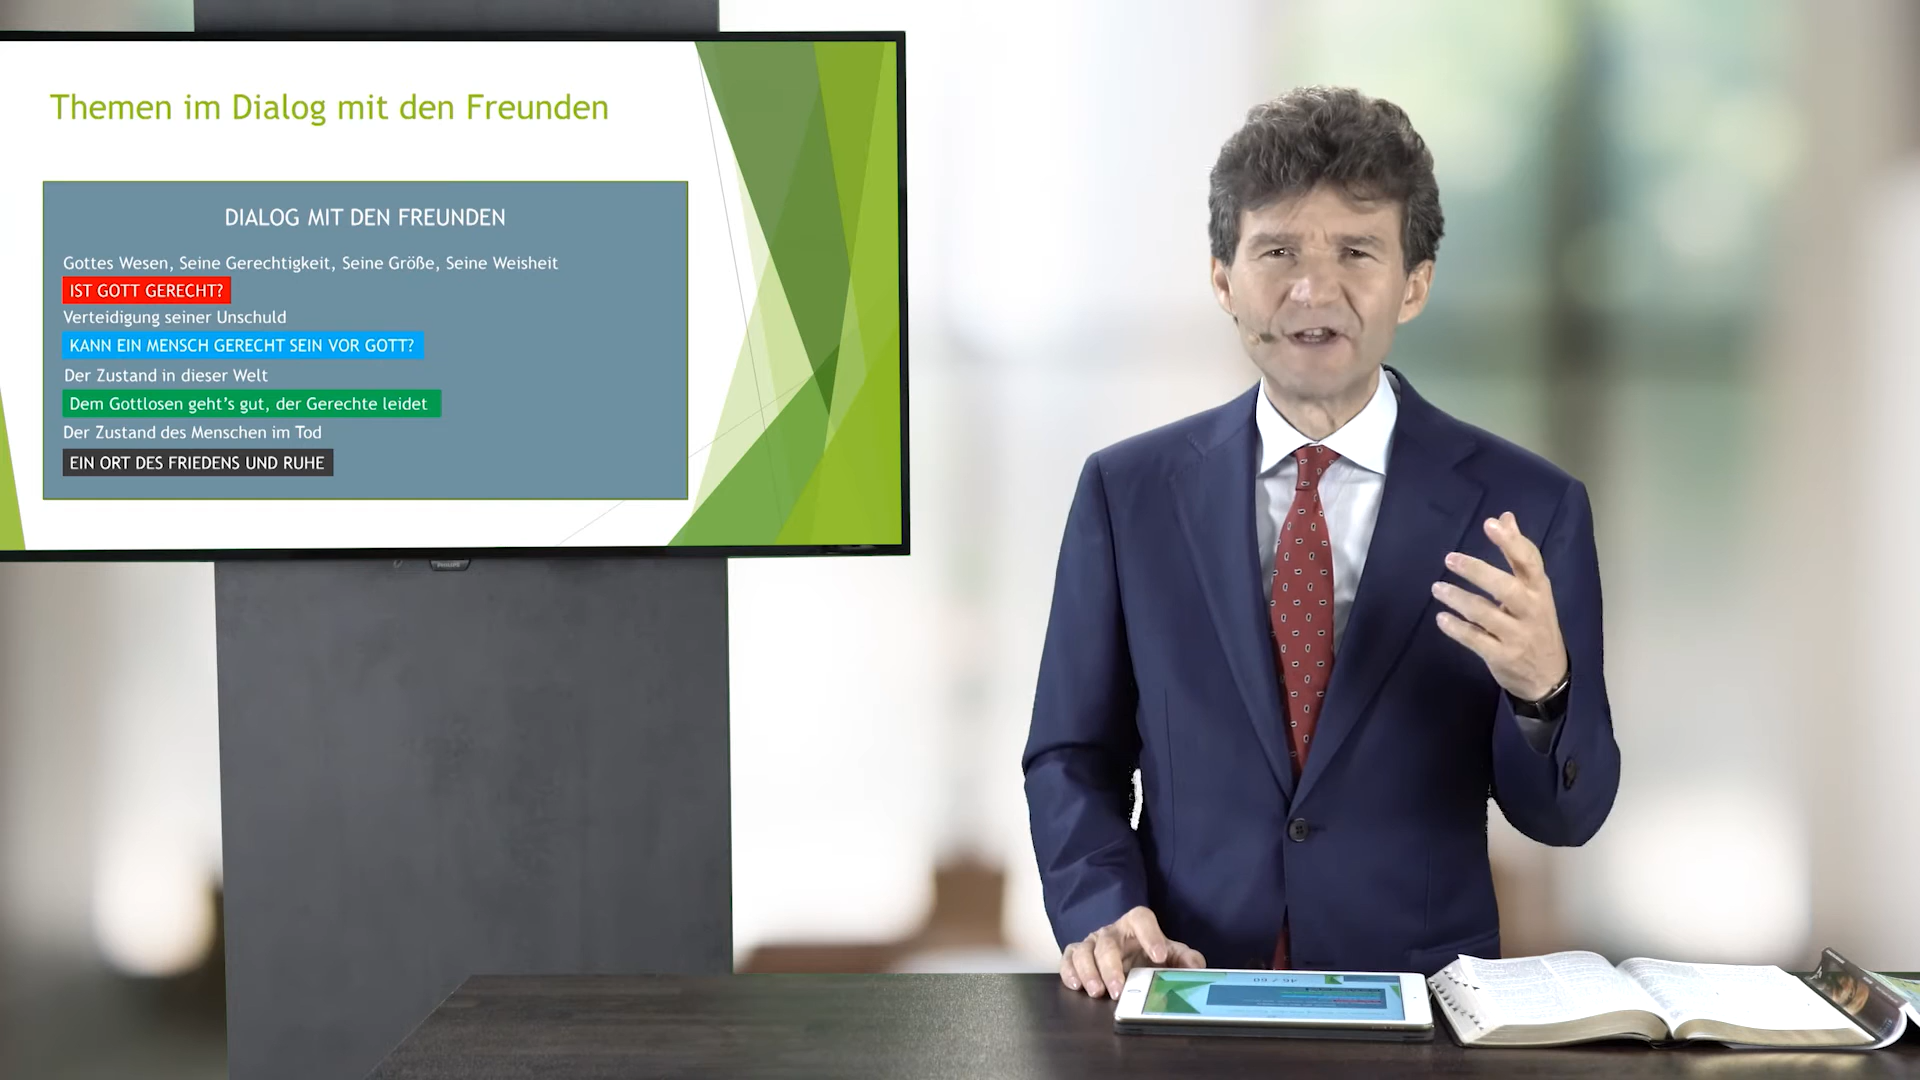 Themen im Dialog mit den Freunden
DIALOG MIT DEN FREUNDEN
Gottes Wesen, Seine Gerechtigkeit, Seine Größe, Seine Weisheit
IST GOTT GERECHT?
Verteidigung seiner Unschuld
KANN EIN MENSCH GERECHT SEIN VOR GOTT?
Der Zustand in dieser Welt
Dem Gottlosen geht's gut, der Gerechte leidet
Der Zustand des Menschen im Tod
EIN ORT DES FRIEDENS UND RUHE
PHILIPS